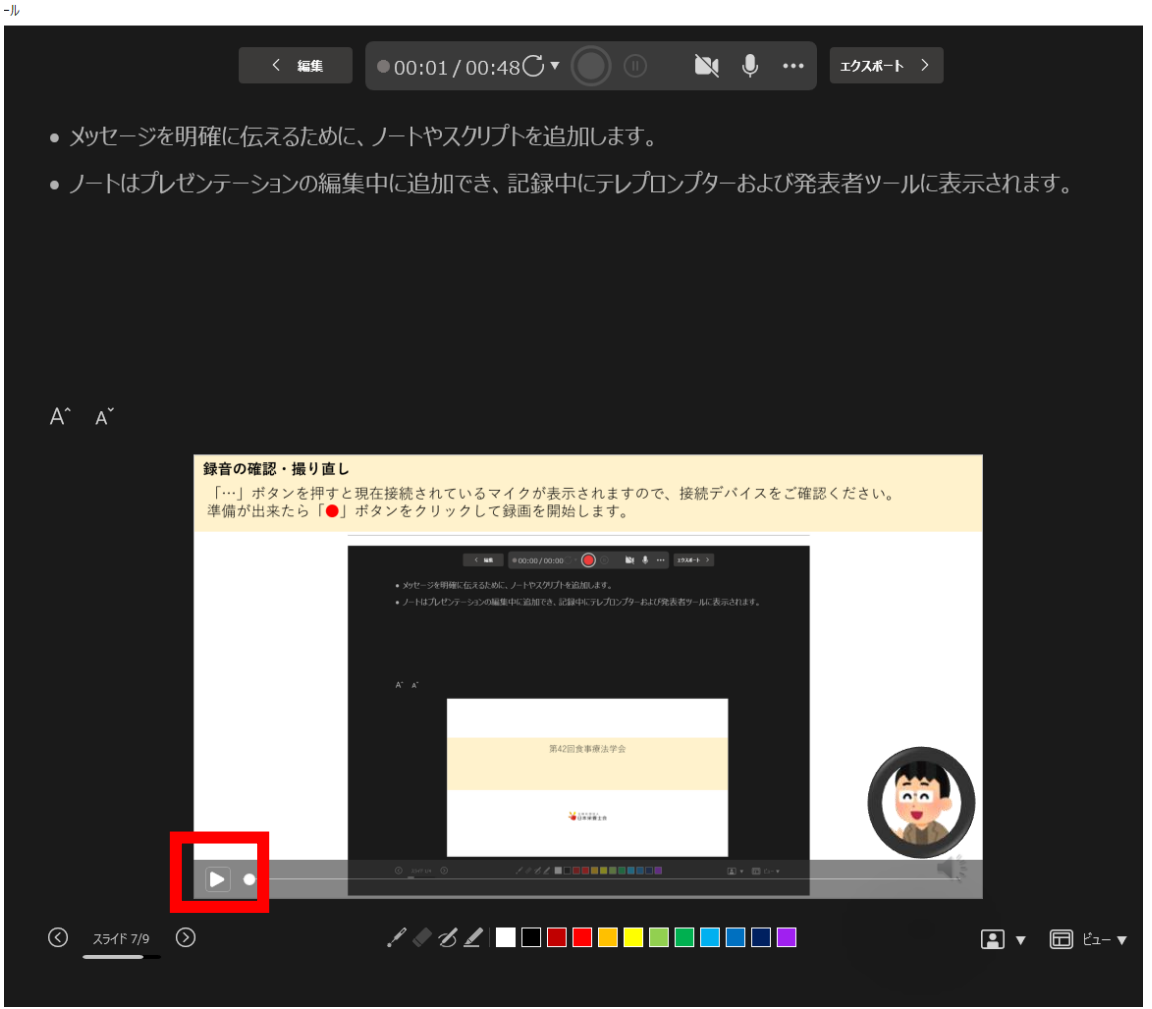 ール
編集
00:01 / 00:48
エクスポート
• メッセージを明確に伝えるために、ノートやスクリプトを追加します。
• ノートはプレゼンテーションの編集中に追加でき、記録中にテレプロンプターおよび発表者ツールに表示されます。
A^ Aˇ
録音の確認・撮り直し
「…」ボタンを押すと現在接続されているマイクが表示されますので、接続デバイスをご確認ください。
準備が出来たら「●」ボタンをクリックして録画を開始します。
編集
00:00 / 00:00
エクスポート
• メッセージを明確に伝えるために、ノートやスクリプトを追加します。
• ノートはプレゼンテーションの編集中に追加でき、記録中にテレプロンプターおよび発表者ツールに表示されます。
A^ Aˇ
第42回食事療法学会
日本栄養士会
ビュー
スライド 7/9
ビュー